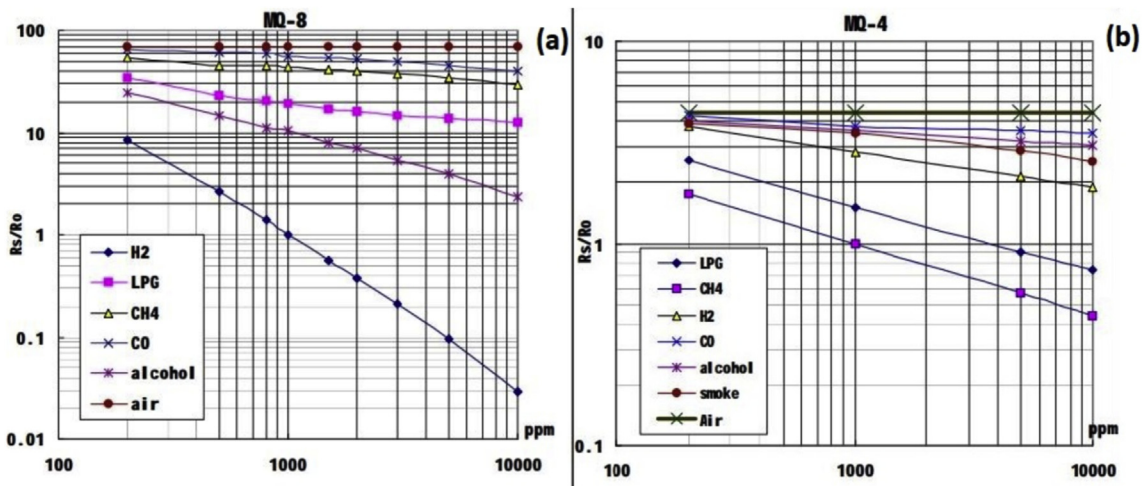 MQ-8
(a)
100
10
1
0.1
0.01
Rs/Ro
H2
LPG
CH4
CO
alcohol
air
ppm
100
1000
10000
MQ-4
(b)
10
1
0.1
Rs/Ro
LPG
CH4
H2
CO
alcohol
smoke
Air
ppm
100
1000
10000